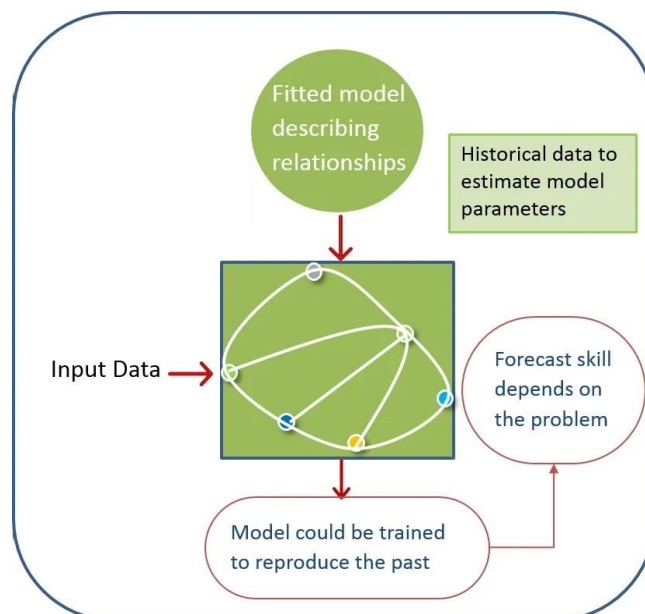 Fitted model
describing
relationships
Historical data to
estimate model
parameters
Input Data
Forecast skill
depends on
the problem
Model could be trained
to reproduce the past